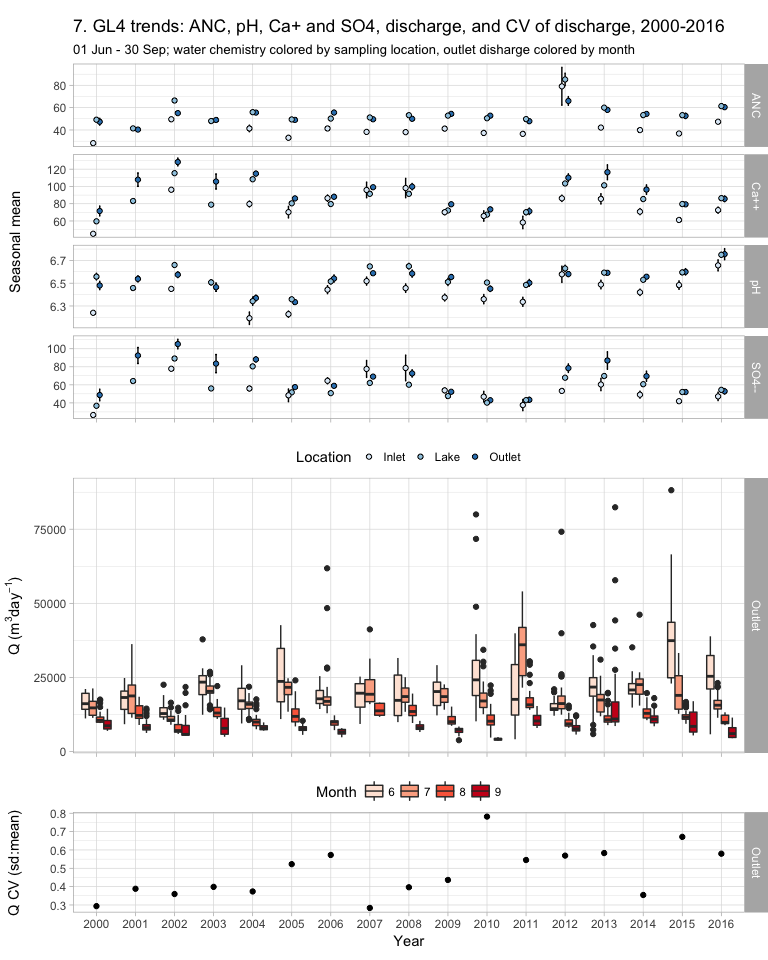 7. GL4 trends: ANC, pH, Ca+ and SO4, discharge, and CV of discharge, 2000-2016
01 Jun - 30 Sep; water chemistry colored by sampling location, outlet disharge colored by month
Seasonal mean
80
60
40
ANC
120
100
80
60
Ca++
6.7
6.5
6.3
pH
100
80
60
40
SO4--
Location Inlet Lake Outlet
Q (m³day⁻¹)
75000
50000
25000
0
Outlet
Month 6 7 8 9
Q CV (sd:mean)
0.8
0.7
0.6
0.5
0.4
0.3
Outlet
2000 2001 2002 2003 2004 2005 2006 2007 2008 2009 2010 2011 2012 2013 2014 2015 2016
Year